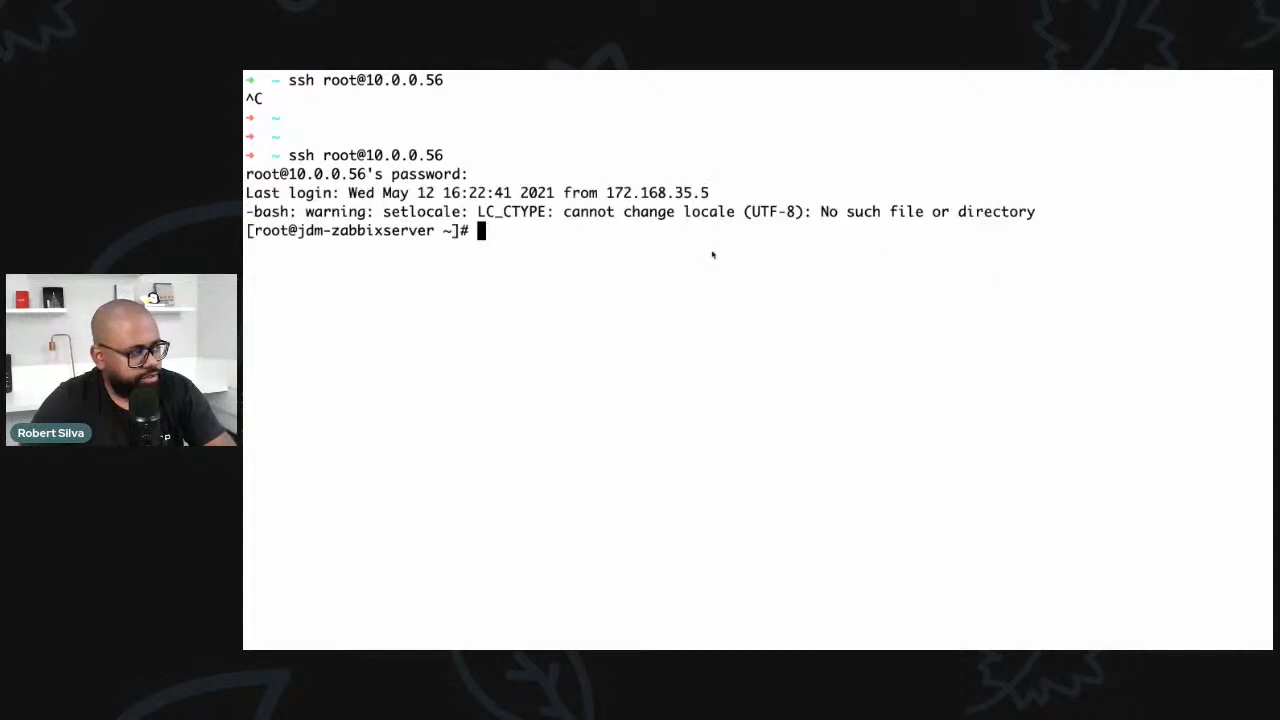 ➜ ~ ssh root@10.0.0.56
^C
➜ ~
➜ ~
➜ ~ ssh root@10.0.0.56
root@10.0.0.56's password:
Last login: Wed May 12 16:22:41 2021 from 172.168.35.5
-bash: warning: setlocale: LC_CTYPE: cannot change locale (UTF-8): No such file or directory
[root@jdm-zabbixserver ~]#
Robert Silva